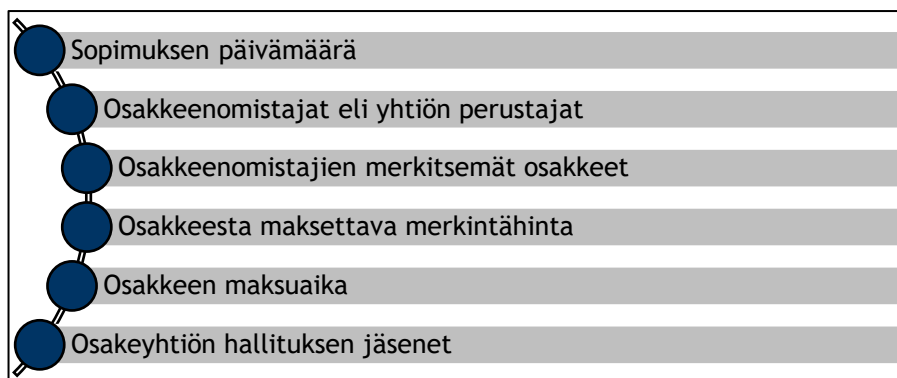 Sopimuksen päivämäärä
Osakkeenomistajat eli yhtiön perustajat
Osakkeenomistajien merkitsemät osakkeet
Osakkeesta maksettava merkintähinta
Osakkeen maksuaika
Osakeyhtiön hallituksen jäsenet